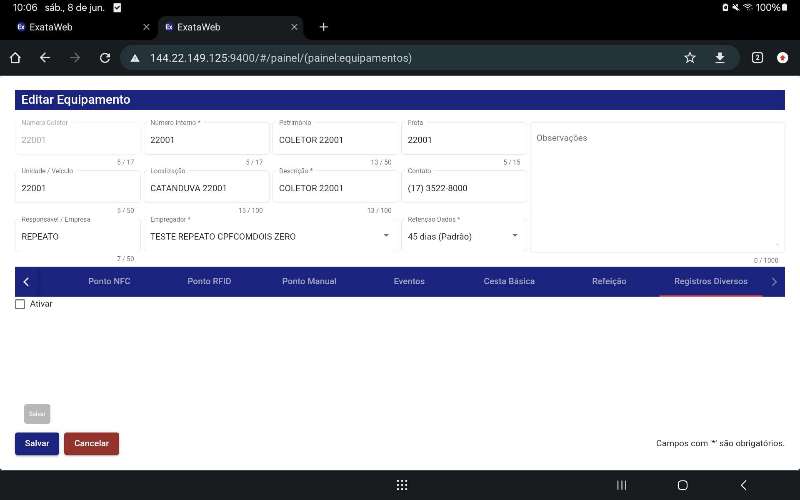 10:06 sáb., 8 de jun. 100%
ExataWeb ExataWeb
144.22.149.125:9400/#/painel/(painel:equipamentos) 2
Editar Equipamento
Número Coletor Número Interno * Patrimônio Frota
22001 22001 COLETOR 22001 22001 Observações
5 / 17 5 / 17 13 / 50 5 / 15
Unidade / Veículo Localização Descrição * Contato
22001 CATANDUVA 22001 COLETOR 22001 (17) 3522-8000
5 / 50 15 / 100 13 / 100
Responsável / Empresa Empregador * Retenção Dados *
REPEATO TESTE REPEATO CPFCOMDOIS ZERO 45 dias (Padrão)
7 / 50 0 / 1000
Ponto NFC Ponto RFID Ponto Manual Eventos Cesta Básica Refeição Registros Diversos
Ativar
Salvar
Salvar Cancelar Campos com '*' são obrigatórios.